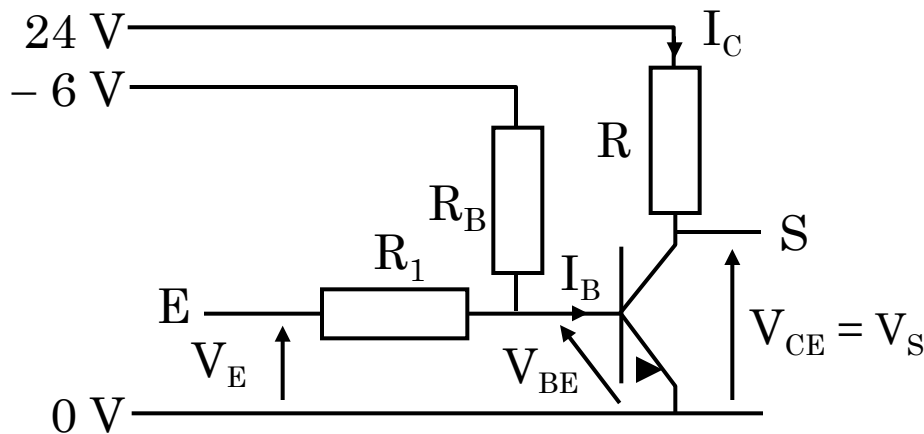 24 V
I_C
– 6 V
R
R_B
S
R_1
I_B
E
V_CE = V_S
V_E
V_BE
0 V